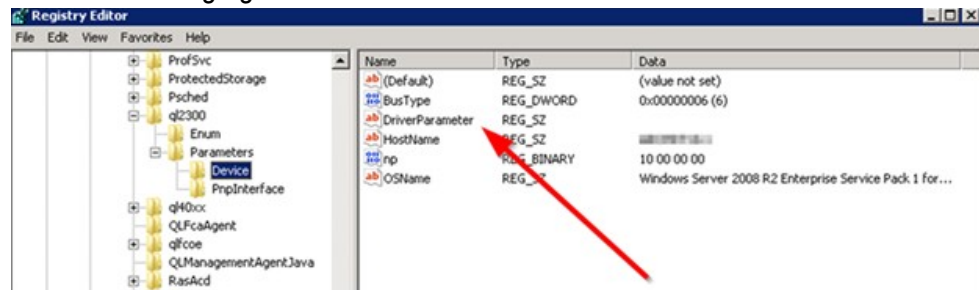 Registry Editor
File Edit View Favorites Help
ProfSvc
ProtectedStorage
Psched
ql2300
Enum
Parameters
Device
PnpInterface
ql40xx
QLFcaAgent
qlfcoe
QLManagementAgentJava
RasAcd
Name Type Data
(Default) REG_SZ (value not set)
BusType REG_DWORD 0x00000006 (6)
DriverParameter REG_SZ
HostName REG_SZ
np REG_BINARY 10 00 00 00
OSName REG_SZ Windows Server 2008 R2 Enterprise Service Pack 1 for...